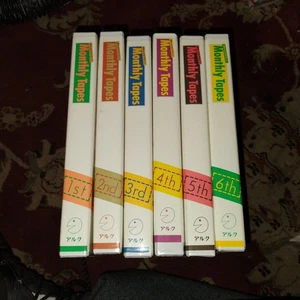 Monthly Tapes
1st
アルク
Monthly Tapes
2nd
アルク
Monthly Tapes
3rd
アルク
Monthly Tapes
4th
アルク
Monthly Tapes
5th
アルク
Monthly Tapes
6th
アルク